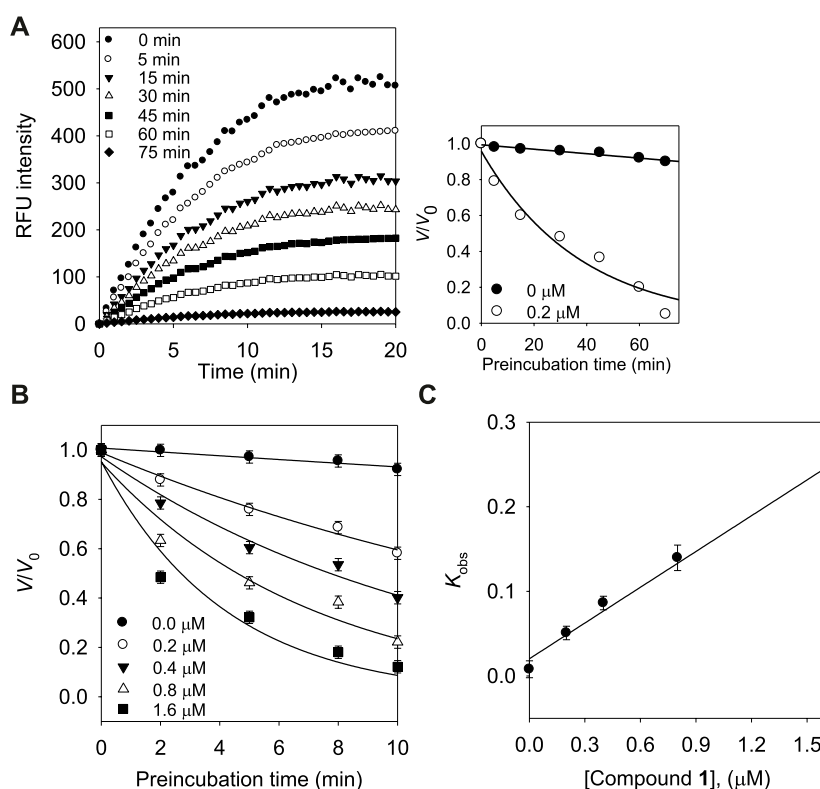 A
600
500
400
300
200
100
0
RFU intensity
0 min
5 min
15 min
30 min
45 min
60 min
75 min
0 5 10 15 20
Time (min)
1.0
0.8
0.6
0.4
0.2
0.0
V/V0
0 μM
0.2 μM
0 20 40 60
Preincubation time (min)
B
1.0
0.8
0.6
0.4
0.2
0.0
V/V0
0.0 μM
0.2 μM
0.4 μM
0.8 μM
1.6 μM
0 2 4 6 8 10
Preincubation time (min)
C
0.3
0.2
0.1
0.0
Kobs
0.0 0.3 0.6 0.9 1.2 1.5
[Compound 1], (μM)